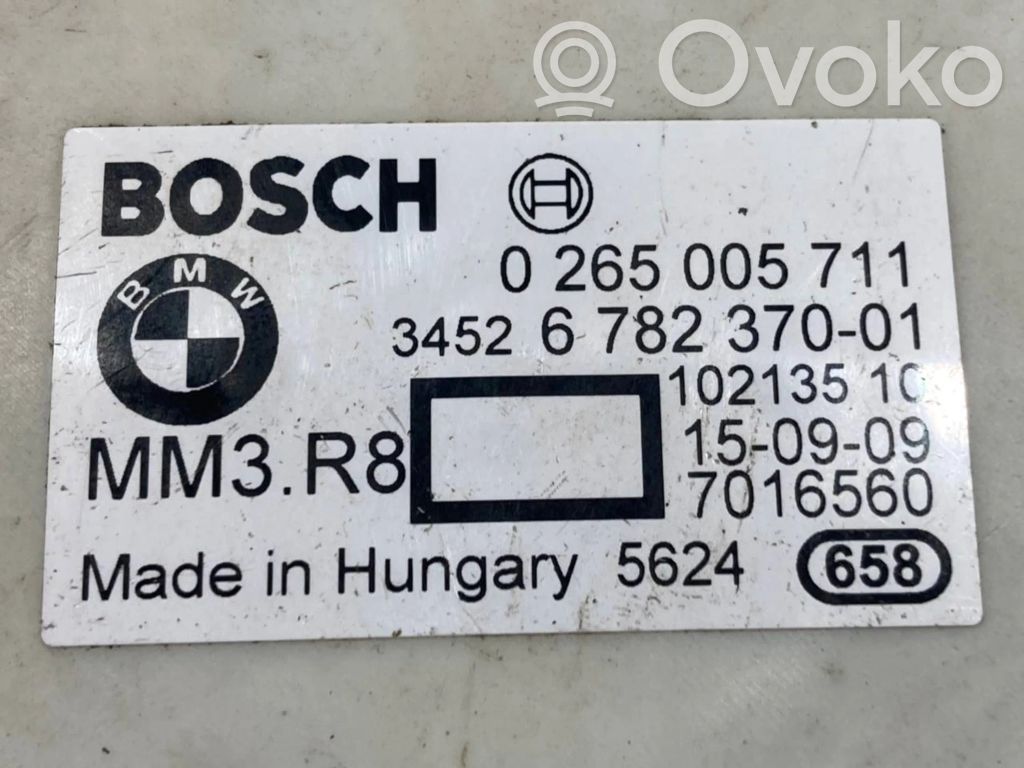 Ovoko
BOSCH
BMW
0 265 005 711
3452 6 782 370-01
102135 10
MM3.R8
15-09-09
7016560
Made in Hungary 5624 658